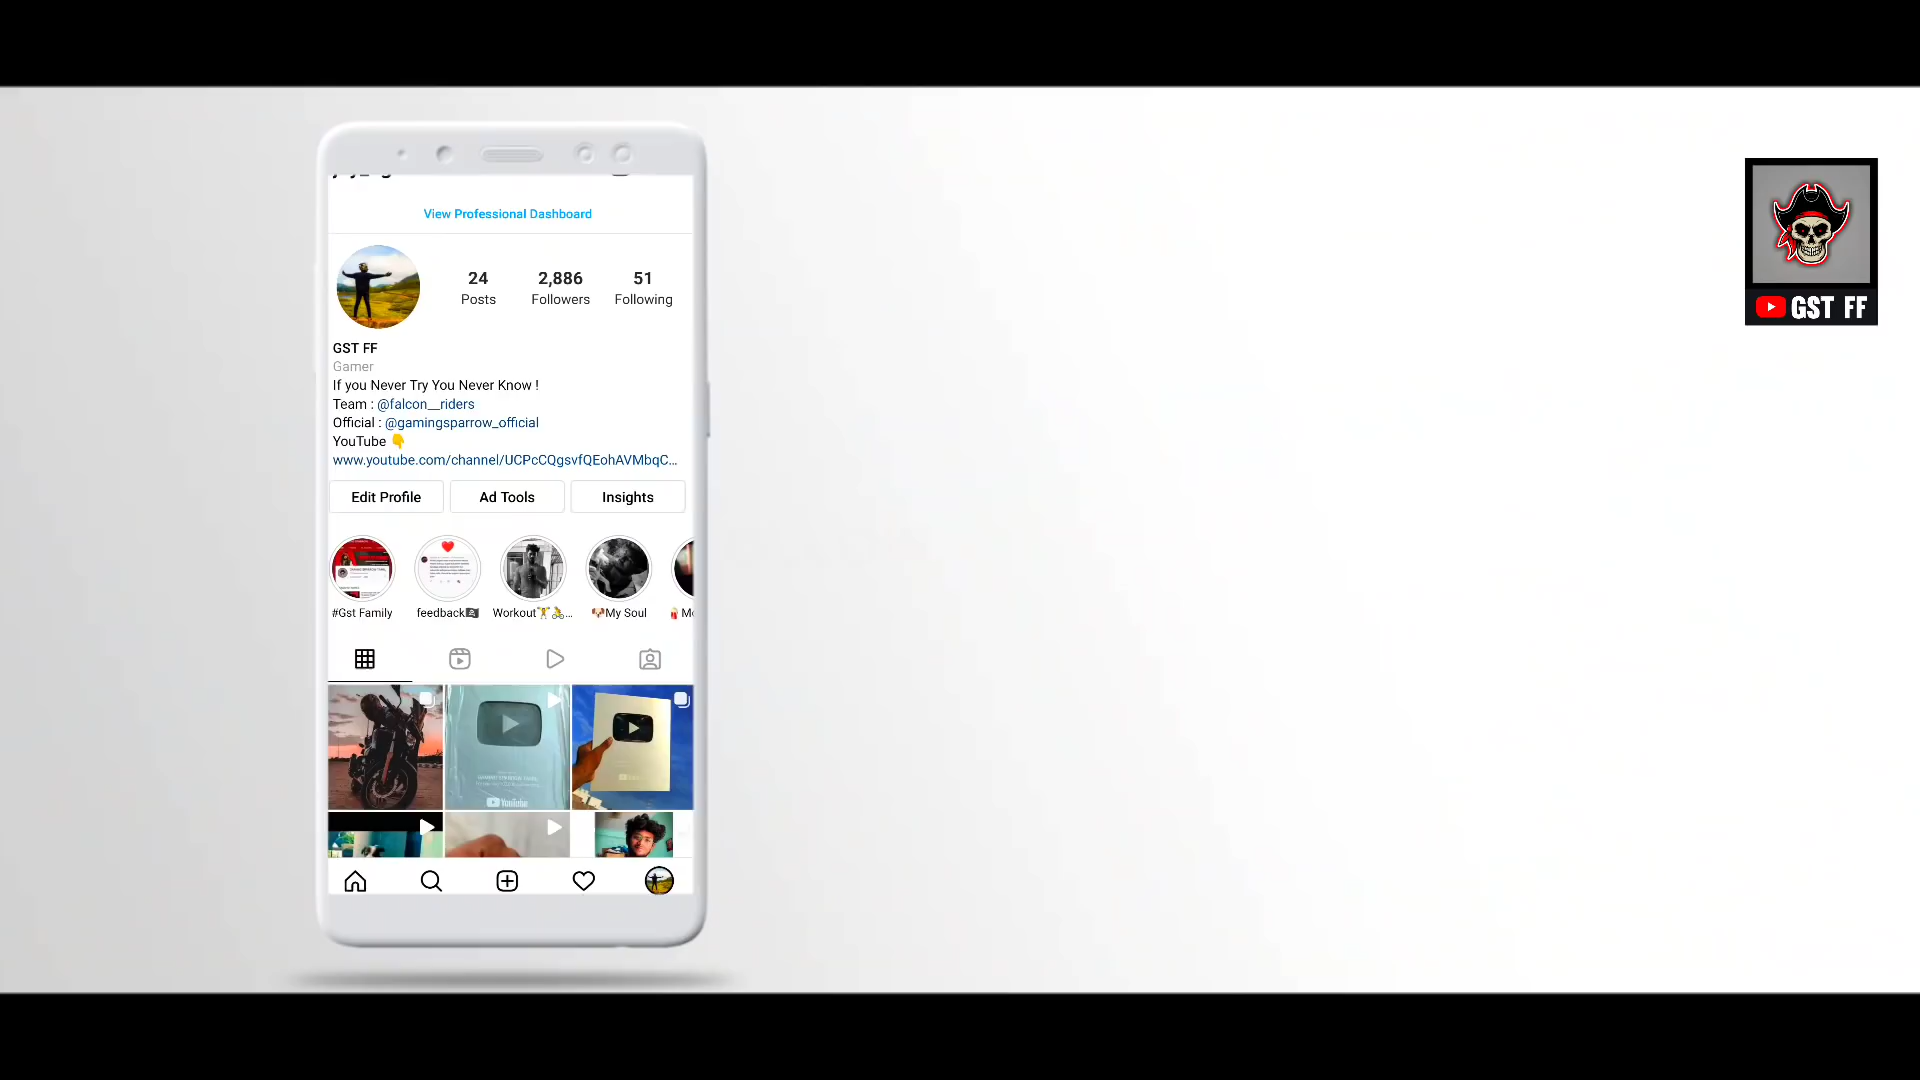 View Professional Dashboard
24
Posts
2,886
Followers
51
Following
GST FF
Gamer
If you Never Try You Never Know !
Team : @falcon__riders
Official : @gamingsparrow_official
YouTube 👇
www.youtube.com/channel/UCPcCQgsvfQEohAVMbqC...
Edit Profile
Ad Tools
Insights
#Gst Family
feedback🏴‍☠️
Workout🏋️🚴...
🐶My Soul
YouTube
GST FF